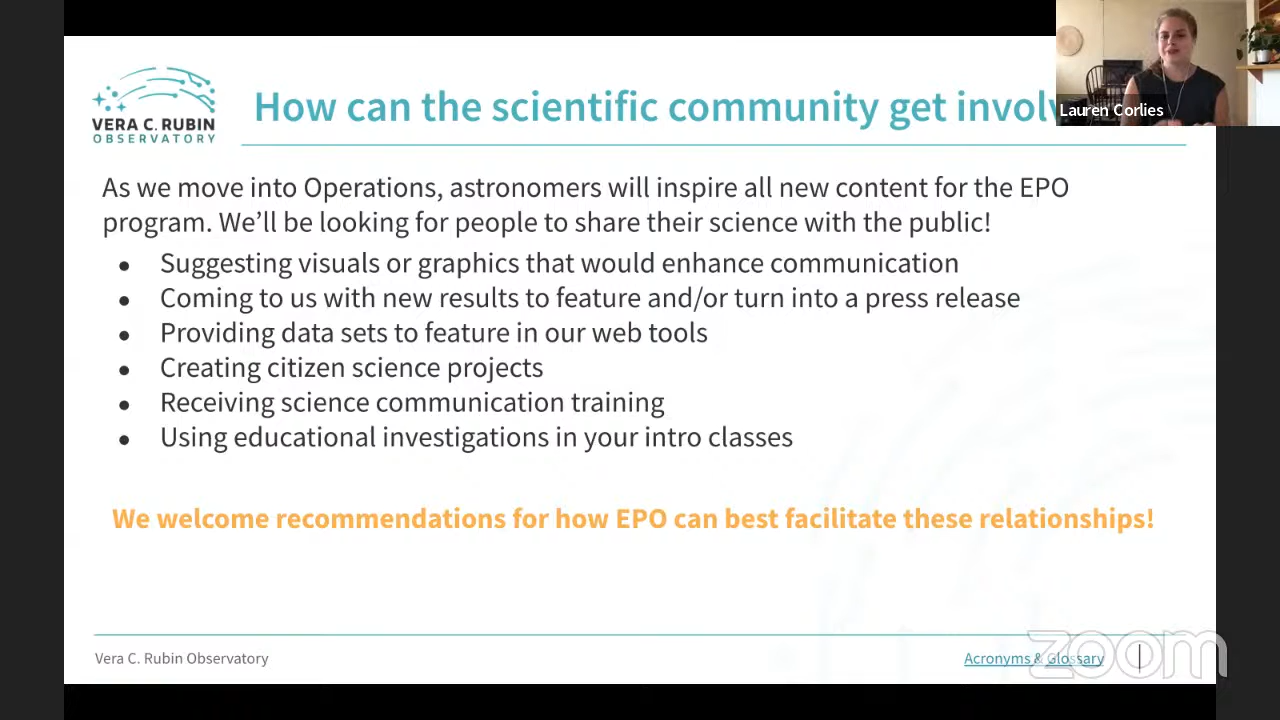 VERA C. RUBIN
OBSERVATORY
How can the scientific community get
Lauren Corlies
As we move into Operations, astronomers will inspire all new content for the EPO
program. We'll be looking for people to share their science with the public!
● Suggesting visuals or graphics that would enhance communication
● Coming to us with new results to feature and/or turn into a press release
● Providing data sets to feature in our web tools
● Creating citizen science projects
● Receiving science communication training
● Using educational investigations in your intro classes
We welcome recommendations for how EPO can best facilitate these relationships!
Vera C. Rubin Observatory
Acronyms & Glossary
zoom